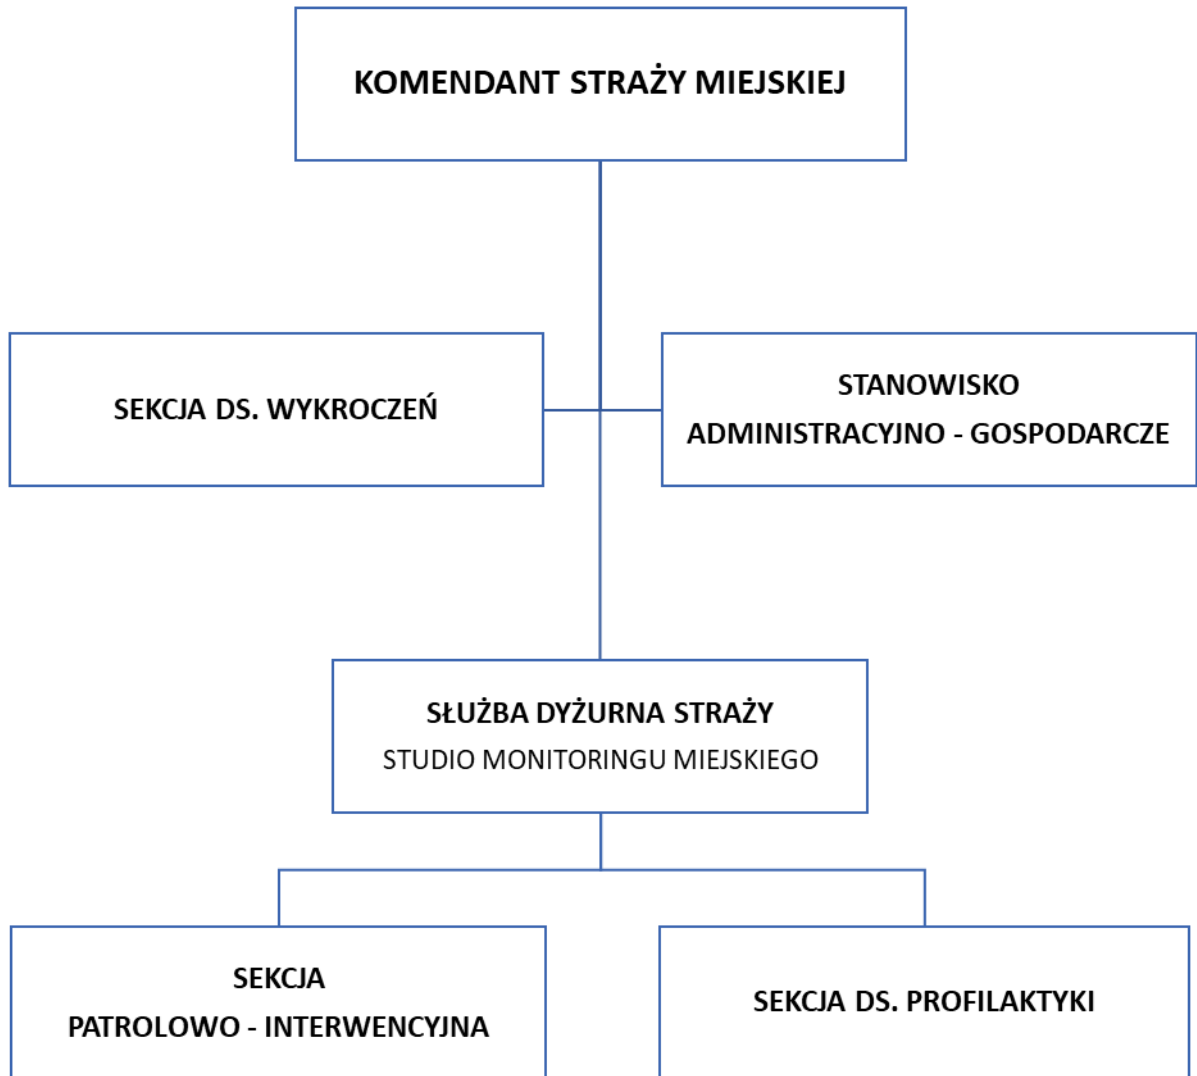 KOMENDANT STRAŻY MIEJSKIEJ
SEKCJA DS. WYKROCZEŃ
STANOWISKO
ADMINISTRACYJNO - GOSPODARCZE
SŁUŻBA DYŻURNA STRAŻY
STUDIO MONITORINGU MIEJSKIEGO
SEKCJA
PATROLOWO - INTERWENCYJNA
SEKCJA DS. PROFILAKTYKI